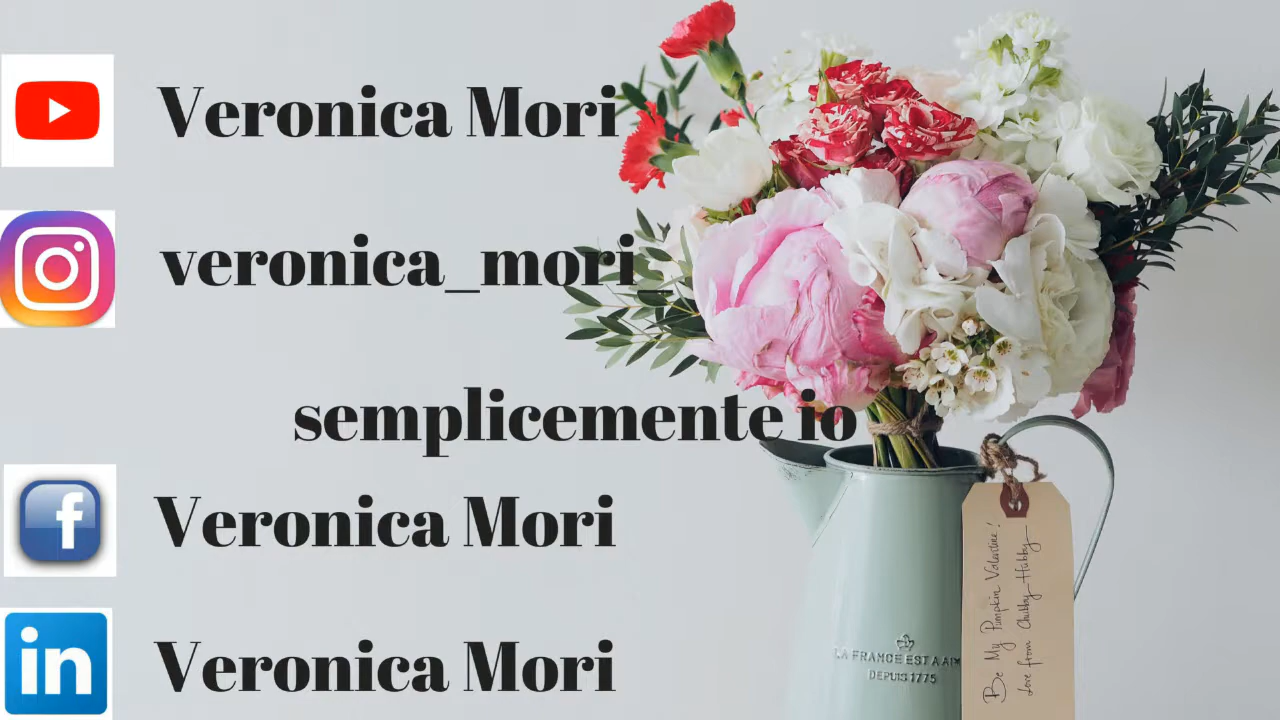 Veronica Mori
veronica_mori_
semplicemente io
f Veronica Mori
in Veronica Mori
LA FRANCE EST A
DEPUIS 1775
Be My Pumpkin Valentine!
Love from Chubby Hubby